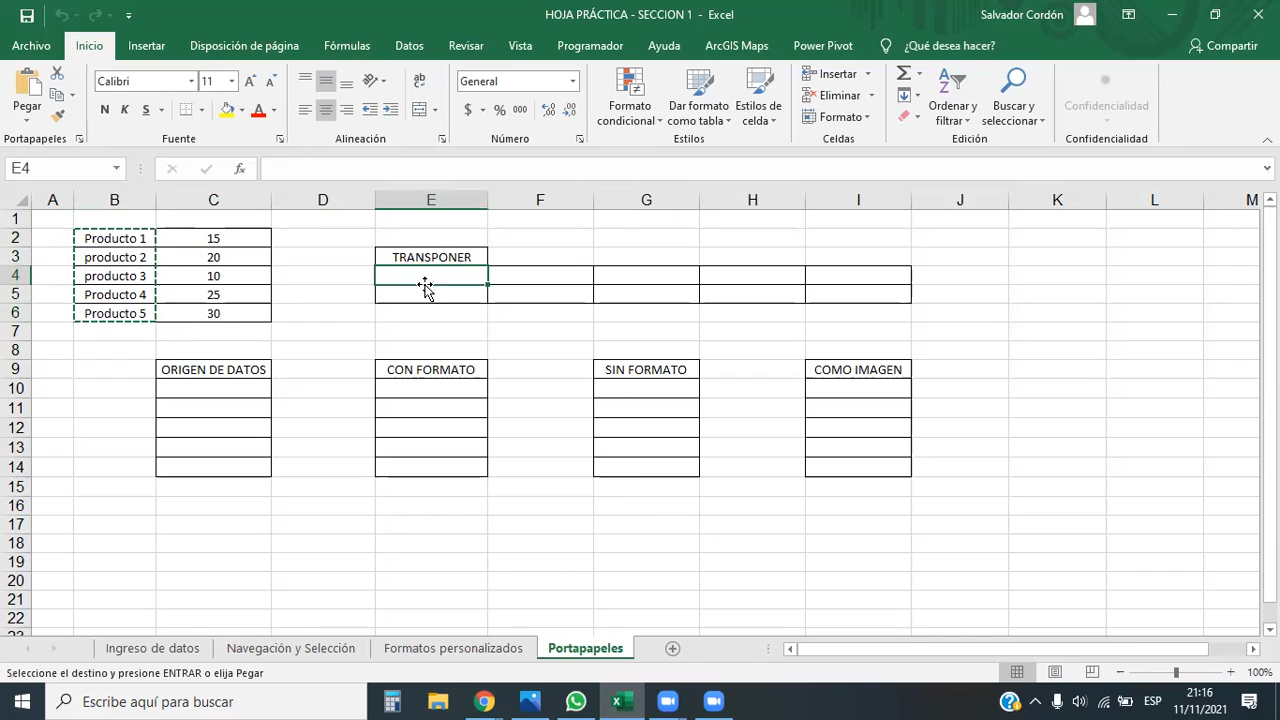 HOJA PRÁCTICA - SECCION 1 - Excel
Salvador Cordón
Archivo Inicio Insertar Disposición de página Fórmulas Datos Revisar Vista Programador Ayuda ArcGIS Maps Power Pivot ¿Qué desea hacer? Compartir
Pegar
Calibri 11
N K S
A A
ab
General
$ % 000
Formato condicional
Dar formato como tabla
Estilos de celda
Insertar
Eliminar
Formato
Ordenar y filtrar
Buscar y seleccionar
Confidencialidad
Portapapeles Fuente Alineación Número Estilos Celdas Edición Confidencialidad
E4 fx
A B C D E F G H I J K L M
1
2 Producto 1 15
3 producto 2 20 TRANSPONER
4 producto 3 10
5 Producto 4 25
6 Producto 5 30
7
8
9 ORIGEN DE DATOS CON FORMATO SIN FORMATO COMO IMAGEN
10
11
12
13
14
15
16
17
18
19
20
21
22
23
Ingreso de datos Navegación y Selección Formatos personalizados Portapapeles
Seleccione el destino y presione ENTRAR o elija Pegar 100%
Escribe aquí para buscar
ESP
21:16
11/11/2021